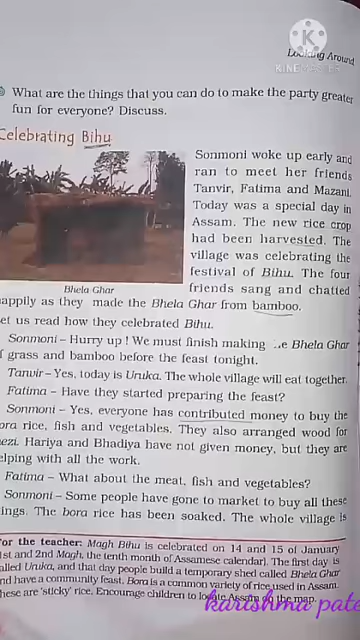 Looking Around
KINEMASTER
What are the things that you can do to make the party greater
fun for everyone? Discuss.
Celebrating Bihu
Sonmoni woke up early and
ran to meet her friends
Tanvir, Fatima and Mazani.
Today was a special day in
Assam. The new rice crop
had been harvested. The
village was celebrating the
festival of Bihu. The four
friends sang and chatted
Bhela Ghar
happily as they made the Bhela Ghar from bamboo.
et us read how they celebrated Bihu.
Sonmoni – Hurry up! We must finish making Bhela Ghar
f grass and bamboo before the feast tonight.
Tanvir – Yes, today is Uruka. The whole village will eat together.
Fatima – Have they started preparing the feast?
Sonmoni – Yes, everyone has contributed money to buy the
ora rice, fish and vegetables. They also arranged wood for
ezi. Hariya and Bhadiya have not given money, but they are
elping with all the work.
Fatima – What about the meat, fish and vegetables?
Sonmoni – Some people have gone to market to buy all these
ings. The bora rice has been soaked. The whole village is
or the teacher: Magh Bihu is celebrated on 14 and 15 of January
1st and 2nd Magh, the tenth month of Assamese calendar]. The first day is
alled Uruka, and that day people build a temporary shed called Bhela Ghar
nd have a community feast. Bora is a common variety of rice used in Assam.
hese are 'sticky' rice. Encourage children to locate Assam on the map.
karishma pate